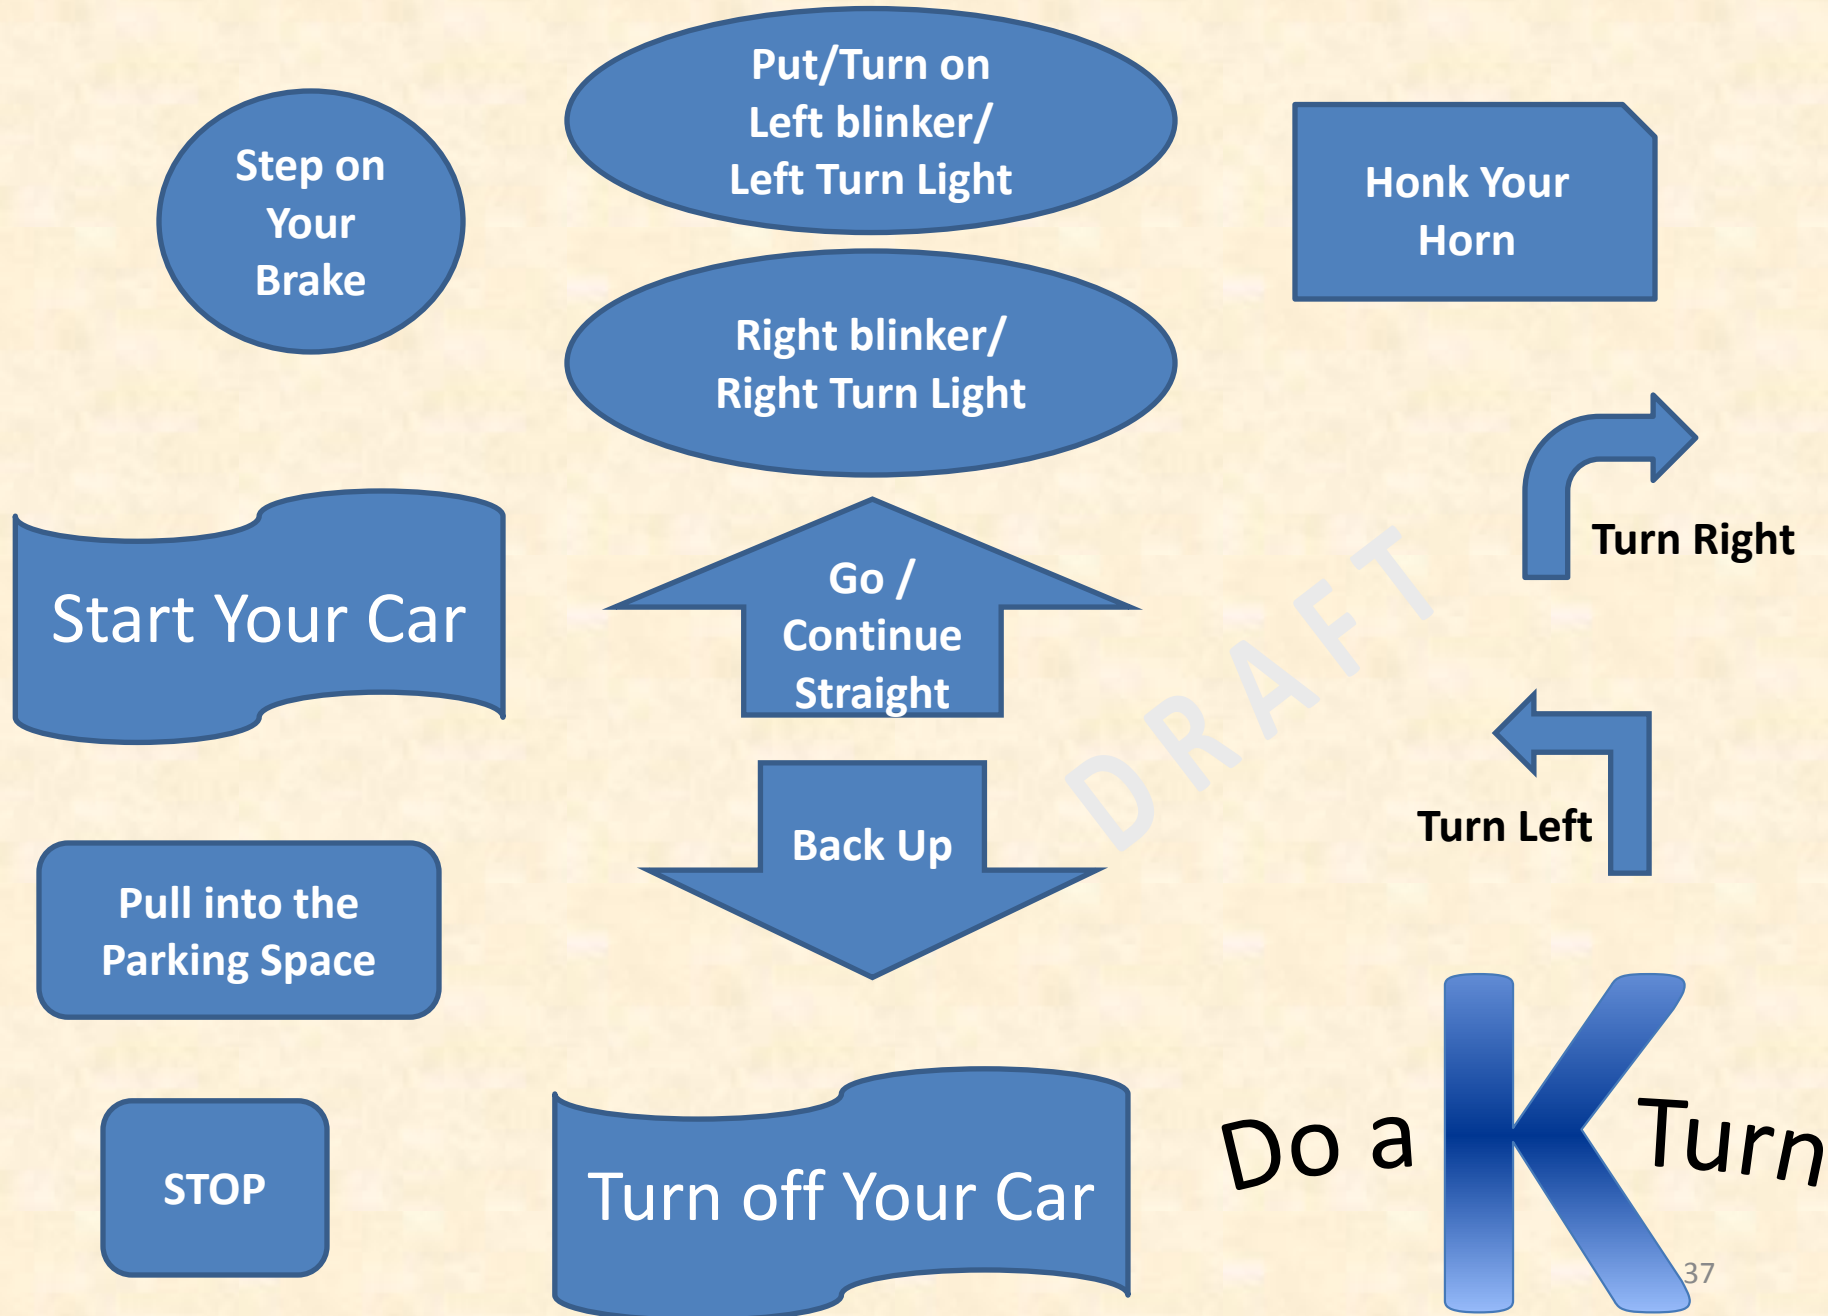 Put/Turn on
Left blinker/
Left Turn Light
Step on
Your
Brake
Honk Your
Horn
Right blinker/
Right Turn Light
Turn Right
Start Your Car
Go /
Continue
Straight
DRAFT
Turn Left
Back Up
Pull into the
Parking Space
STOP
Turn off Your Car
Do a K Turn
37